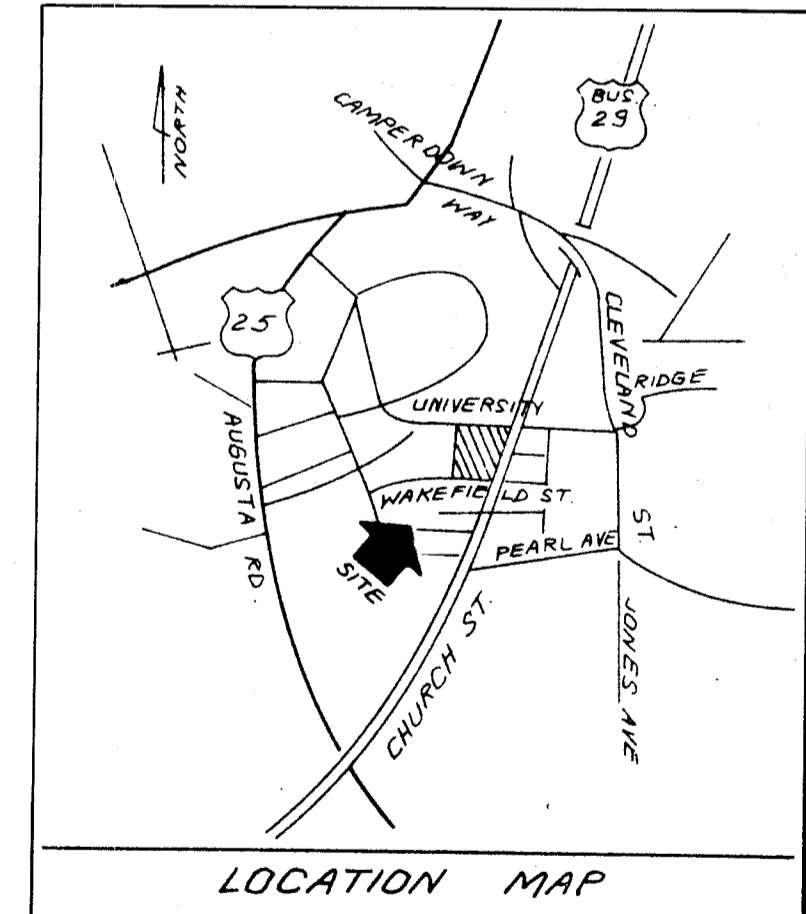 NORTH
CAMPERDOWN
WAY
BUS.
29
25
CLEVELAND
RIDGE
UNIVERSITY
AUGUSTA
RD.
WAKEFIELD ST.
ST.
PEARL AVE
SITE
CHURCH ST.
JONES AVE
LOCATION MAP